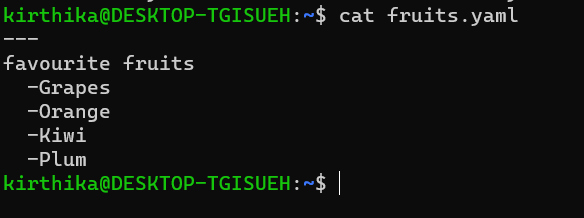 kirthika@DESKTOP-TGISUEH:~$ cat fruits.yaml
---
favourite fruits
  -Grapes
  -Orange
  -Kiwi
  -Plum
kirthika@DESKTOP-TGISUEH:~$